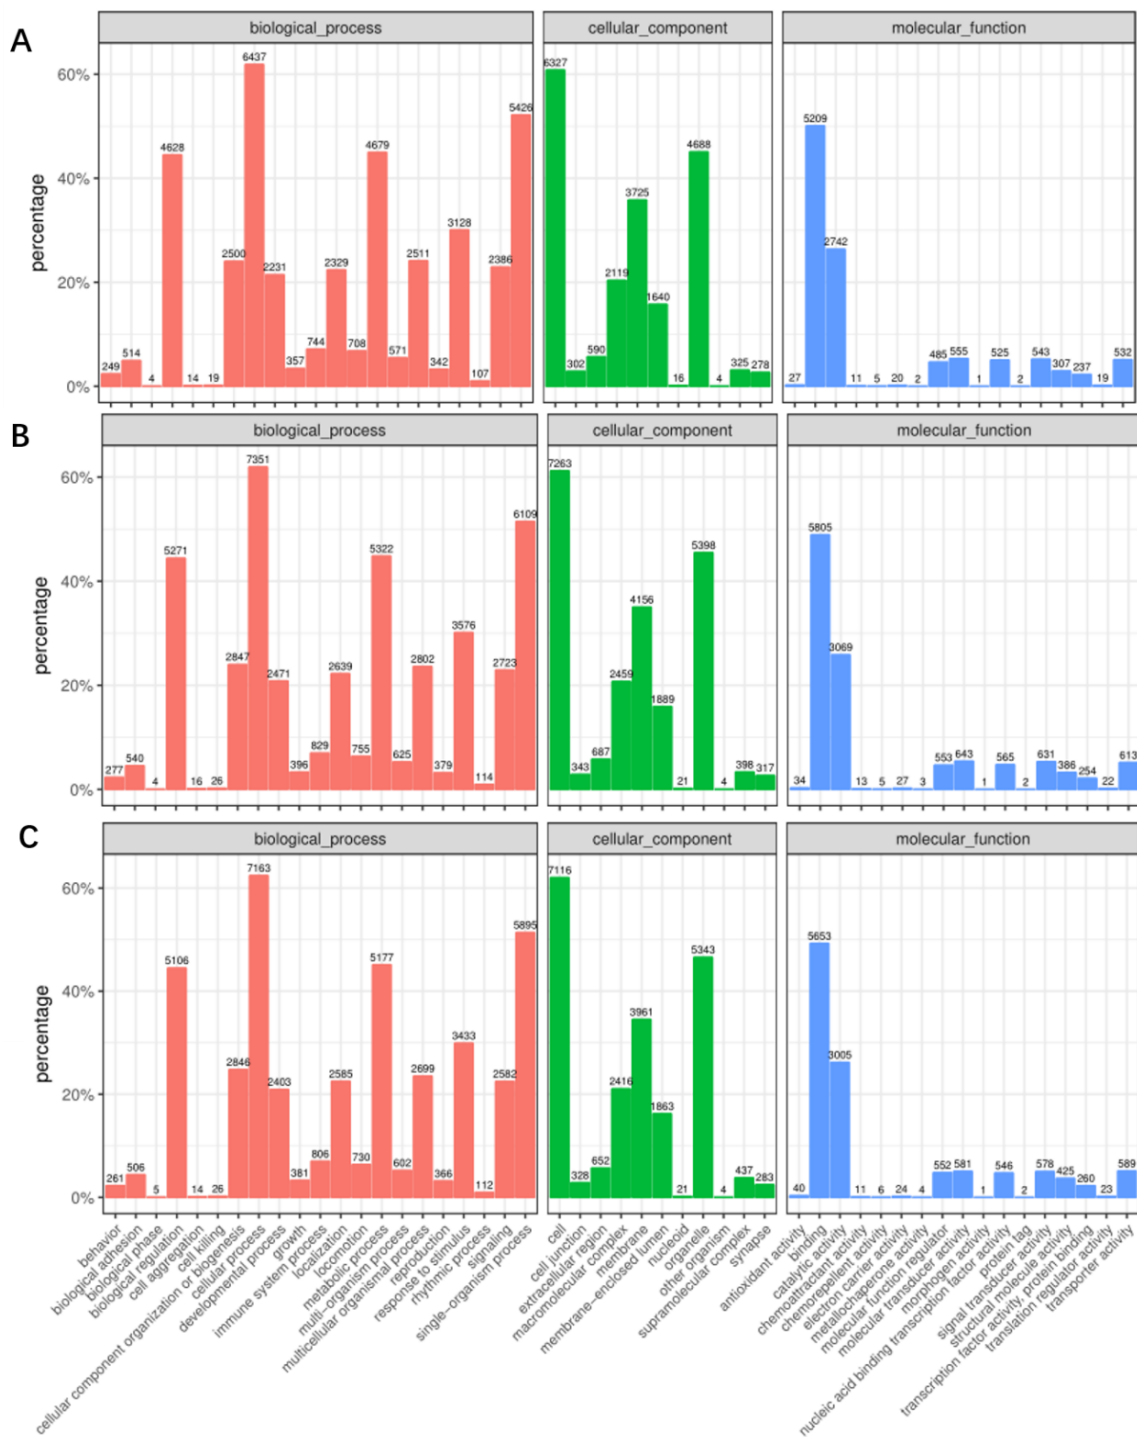 A
biological_process
cellular_component
molecular_function
percentage
60%
40%
20%
0%
249 514 4 4628 14 19 2500 6437 2231 357 744 2329 708 4679 571 2511 342 3128 107 2386 5426
6327 302 590 2119 3725 1640 16 4688 4 325 278
27 5209 2742 11 5 20 2 485 555 1 525 2 543 307 237 19 532
B
biological_process
cellular_component
molecular_function
percentage
60%
40%
20%
0%
277 540 4 5271 16 26 2847 7351 2471 396 829 2639 755 5322 625 2802 379 3576 114 2723 6109
7263 343 687 2459 4156 1889 21 5398 4 398 317
34 5805 3069 13 5 27 3 553 643 1 565 2 631 386 254 22 613
C
biological_process
cellular_component
molecular_function
percentage
60%
40%
20%
0%
261 506 5 5106 14 26 2846 7163 2403 381 806 2585 730 5177 602 2699 366 3433 112 2582 5895
7116 328 652 2416 3961 1863 21 5343 4 437 283
40 5653 3005 11 6 24 4 552 581 1 546 2 578 425 260 23 589
behavior
biological adhesion
biological phase
biological regulation
cell aggregation
cell killing
cellular component organization or biogenesis
cellular process
developmental process
growth
immune system process
localization
locomotion
metabolic process
multi−organism process
multicellular organismal process
reproduction
response to stimulus
rhythmic process
signaling
single−organism process
cell
cell junction
extracellular region
macromolecular complex
membrane
membrane−enclosed lumen
nucleoid
organelle
other organism
supramolecular complex
synapse
antioxidant activity
binding
catalytic activity
chemoattractant activity
chemorepellent activity
electron carrier activity
metallochaperone activity
molecular function regulator
molecular transducer activity
morphogen activity
nucleic acid binding transcription factor activity
protein tag
signal transducer activity
structural molecule activity
transcription factor activity, protein binding
translation regulator activity
transporter activity